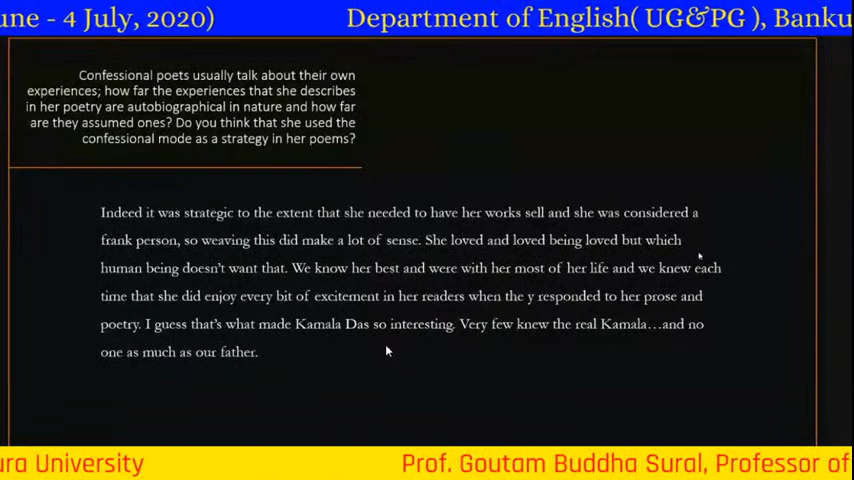 une - 4 July, 2020) Department of English( UG&PG ), Banku
Confessional poets usually talk about their own
experiences; how far the experiences that she describes
in her poetry are autobiographical in nature and how far
are they assumed ones? Do you think that she used the
confessional mode as a strategy in her poems?
Indeed it was strategic to the extent that she needed to have her works sell and she was considered a
frank person, so weaving this did make a lot of sense. She loved and loved being loved but which
human being doesn't want that. We know her best and were with her most of her life and we knew each
time that she did enjoy every bit of excitement in her readers when the y responded to her prose and
poetry. I guess that's what made Kamala Das so interesting. Very few knew the real Kamala…and no
one as much as our father.
ura University Prof. Goutam Buddha Sural, Professor of